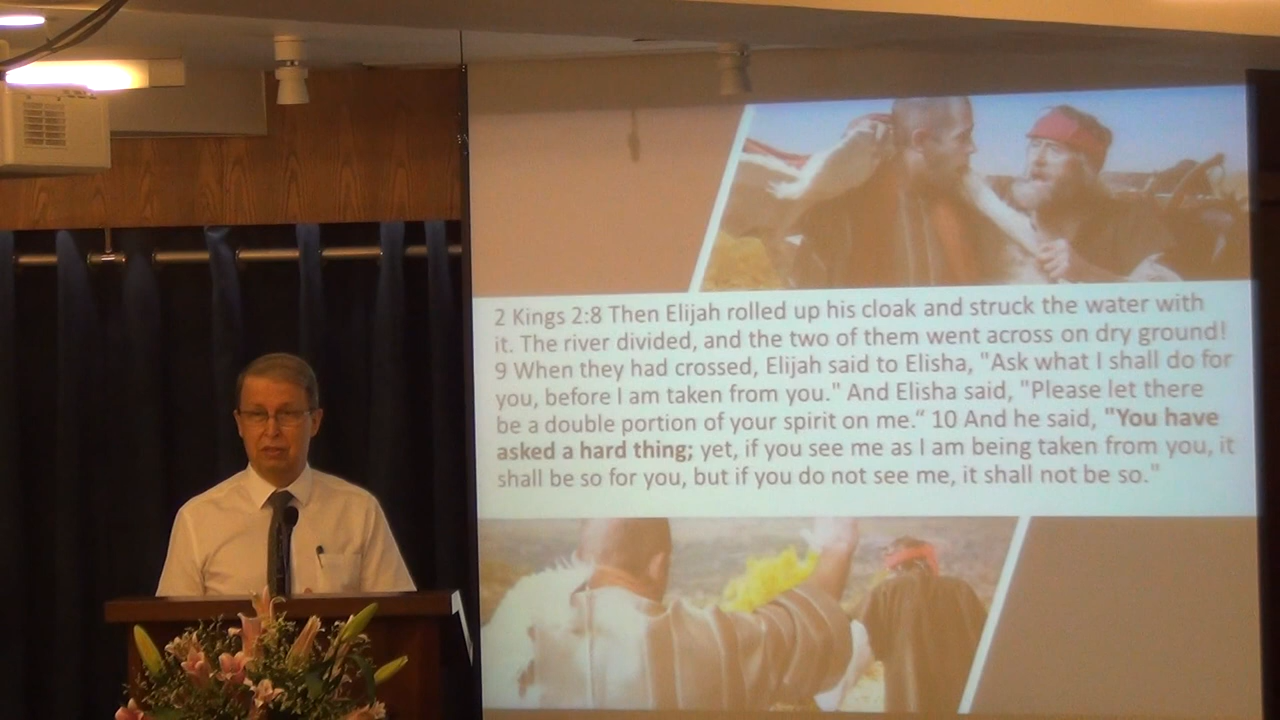 2 Kings 2:8 Then Elijah rolled up his cloak and struck the water with
it. The river divided, and the two of them went across on dry ground!
9 When they had crossed, Elijah said to Elisha, "Ask what I shall do for
you, before I am taken from you." And Elisha said, "Please let there
be a double portion of your spirit on me.“ 10 And he said, "You have
asked a hard thing; yet, if you see me as I am being taken from you, it
shall be so for you, but if you do not see me, it shall not be so."